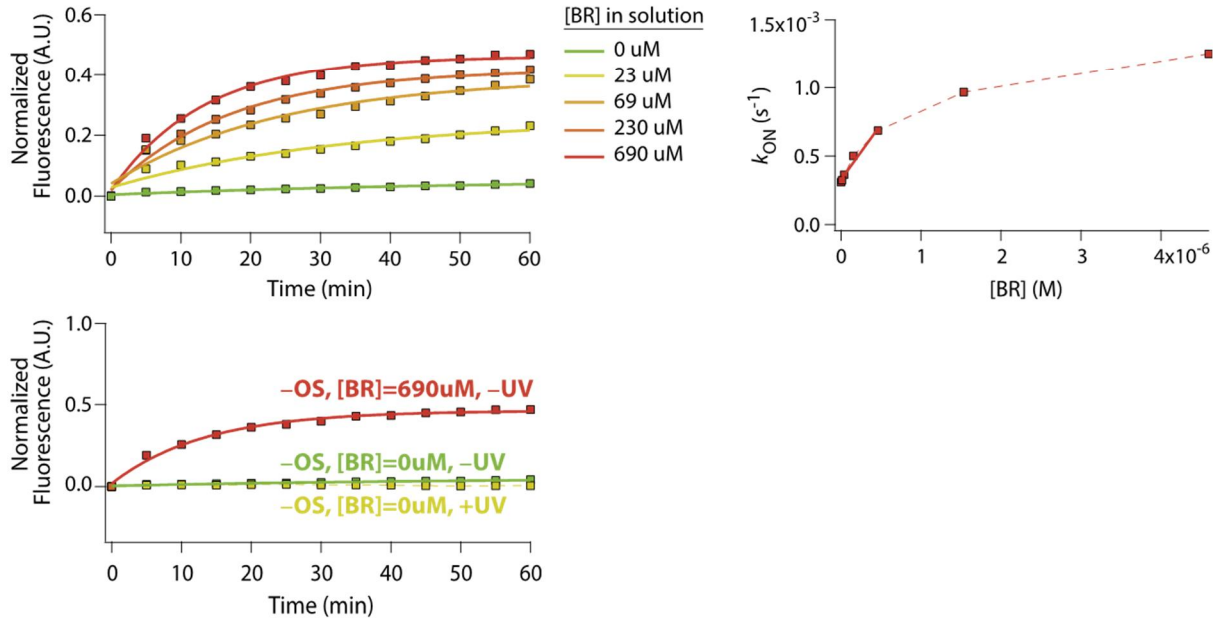 Normalized
Fluorescence (A.U.)
0.6
0.4
0.2
0.0
0 10 20 30 40 50 60
Time (min)
[BR] in solution
0 uM
23 uM
69 uM
230 uM
690 uM
kON (s-1)
1.5x10-3
1.0
0.5
0.0
0 1 2 3 4x10-6
[BR] (M)
Normalized
Fluorescence (A.U.)
1.0
0.5
0.0
–OS, [BR]=690uM, –UV
–OS, [BR]=0uM, –UV
–OS, [BR]=0uM, +UV
0 10 20 30 40 50 60
Time (min)